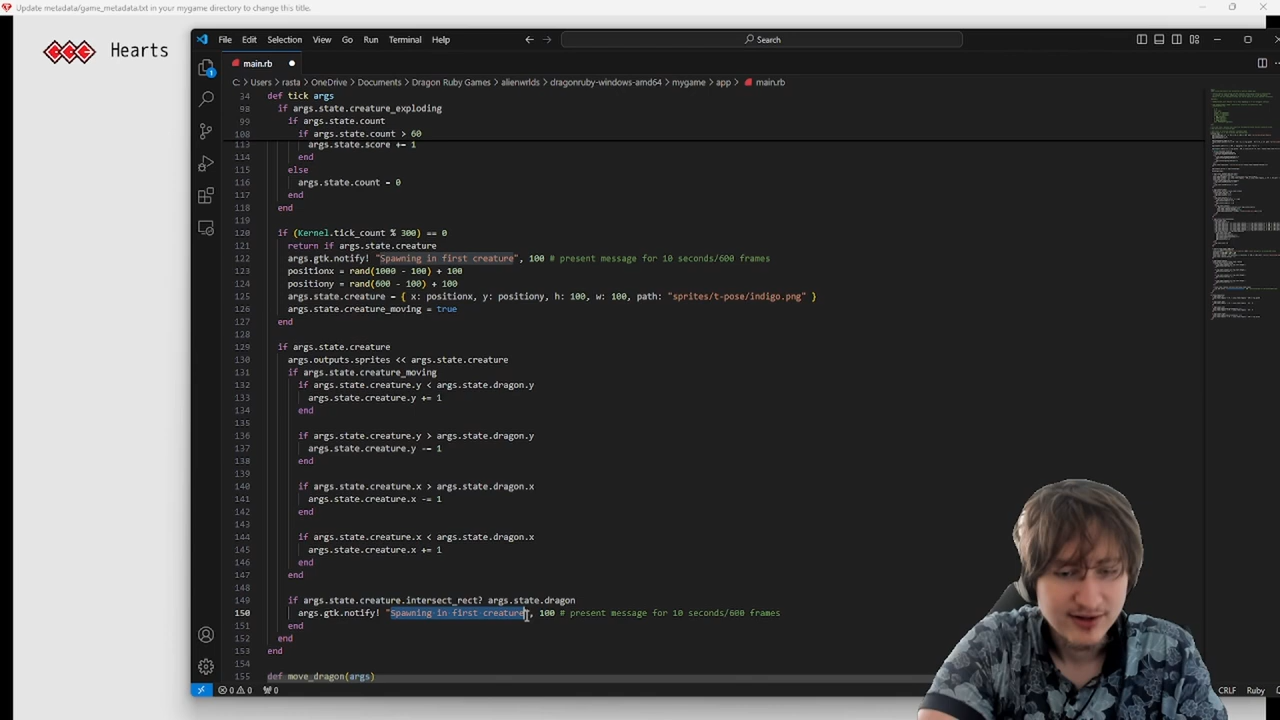 Update metadata/game_metadata.txt in your mygame directory to change this title.
Hearts
File Edit Selection View Go Run Terminal Help
Search
main.rb
C: > Users > rasta > OneDrive > Documents > Dragon Ruby Games > alienwrlds > dragonruby-windows-amd64 > mygame > app > main.rb
34 def tick args
98 if args.state.creature_exploding
99 if args.state.count
108 if args.state.count > 60
113 args.state.score += 1
114 end
115 else
116 args.state.count = 0
117 end
118 end
119
120 if (Kernel.tick_count % 300) == 0
121 return if args.state.creature
122 args.gtk.notify! "Spawning in first creature", 100 # present message for 10 seconds/600 frames
123 positionx = rand(1000 - 100) + 100
124 positiony = rand(600 - 100) + 100
125 args.state.creature = { x: positionx, y: positiony, h: 100, w: 100, path: "sprites/t-pose/indigo.png" }
126 args.state.creature_moving = true
127 end
128
129 if args.state.creature
130 args.outputs.sprites << args.state.creature
131 if args.state.creature_moving
132 if args.state.creature.y < args.state.dragon.y
133 args.state.creature.y += 1
134 end
135
136 if args.state.creature.y > args.state.dragon.y
137 args.state.creature.y -= 1
138 end
139
140 if args.state.creature.x > args.state.dragon.x
141 args.state.creature.x -= 1
142 end
143
144 if args.state.creature.x < args.state.dragon.x
145 args.state.creature.x += 1
146 end
147 end
148
149 if args.state.creature.intersect_rect? args.state.dragon
150 args.gtk.notify! "Spawning in first creature", 100 # present message for 10 seconds/600 frames
151 end
152 end
153 end
154
155 def move_dragon(args)
0 0 0 CRLF Ruby